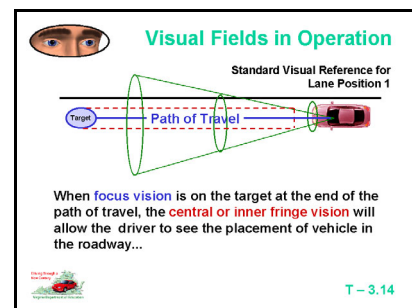 Visual Fields in Operation
Standard Visual Reference for
Lane Position 1
Target
Path of Travel
When focus vision is on the target at the end of the
path of travel, the central or inner fringe vision will
allow the driver to see the placement of vehicle in
the roadway...
T – 3.14